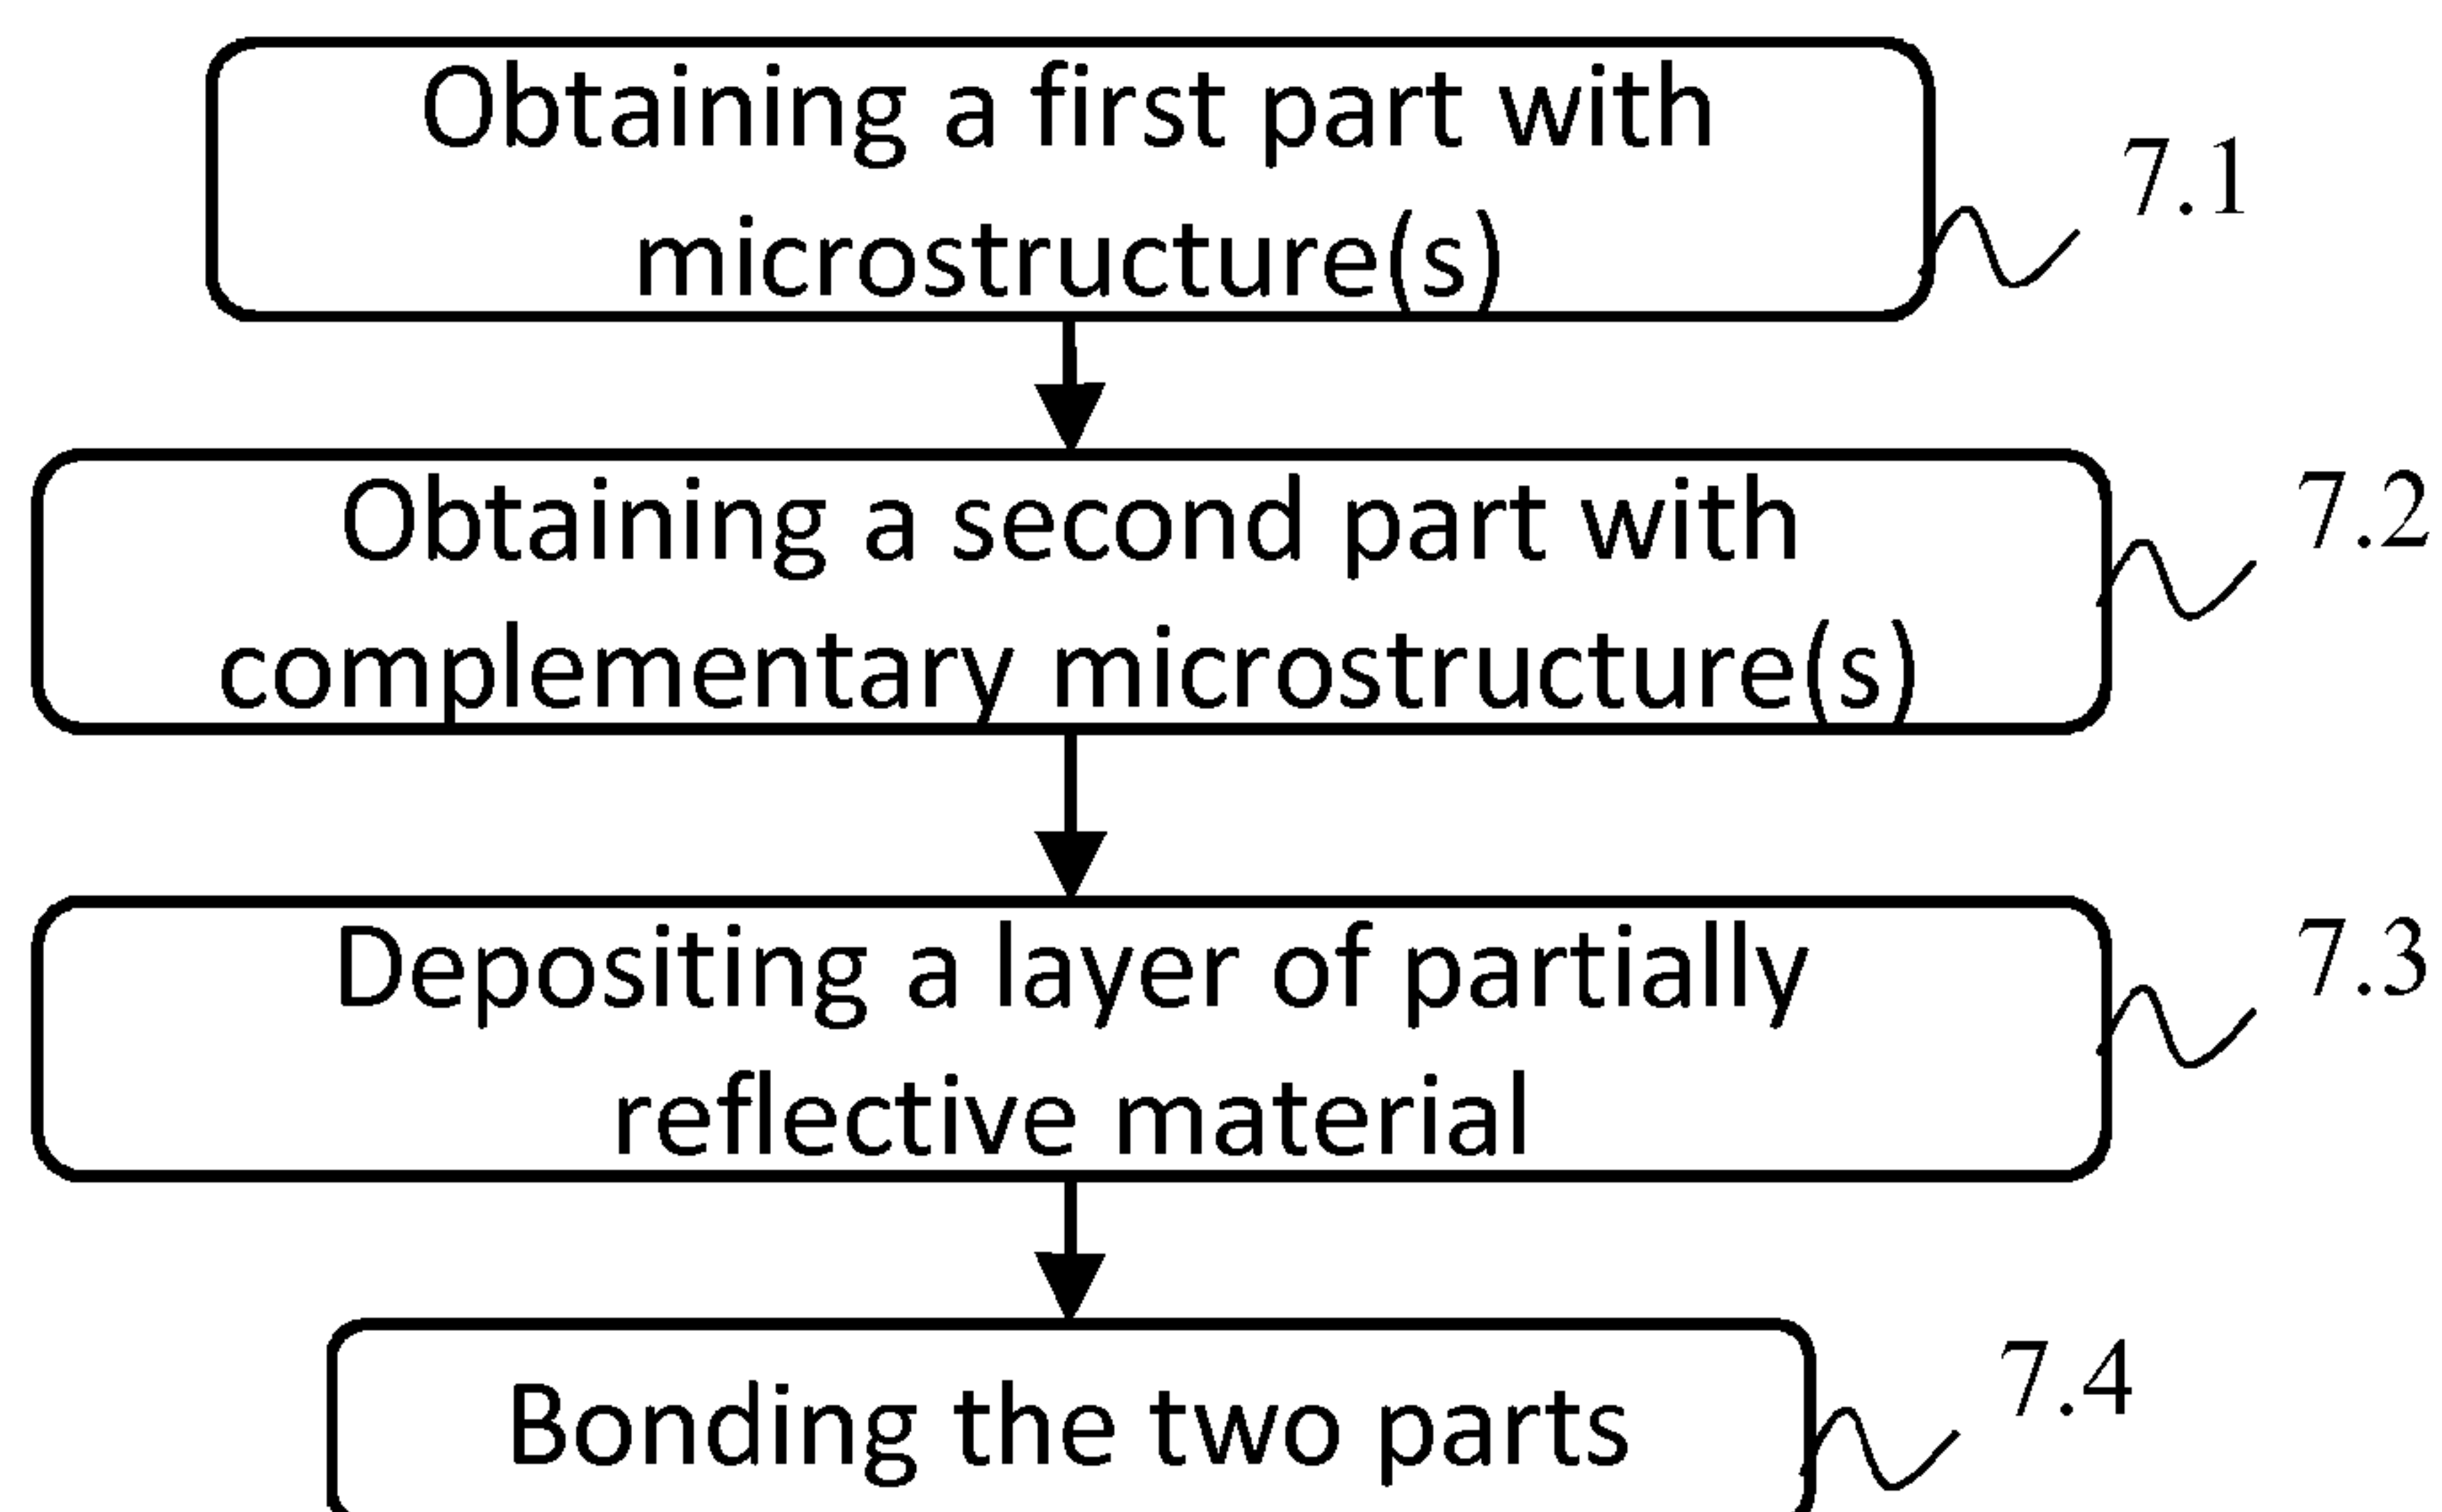 Obtaining a first part with
microstructure(s)
7.1
Obtaining a second part with
complementary microstructure(s)
7.2
Depositing a layer of partially
reflective material
7.3
Bonding the two parts
7.4